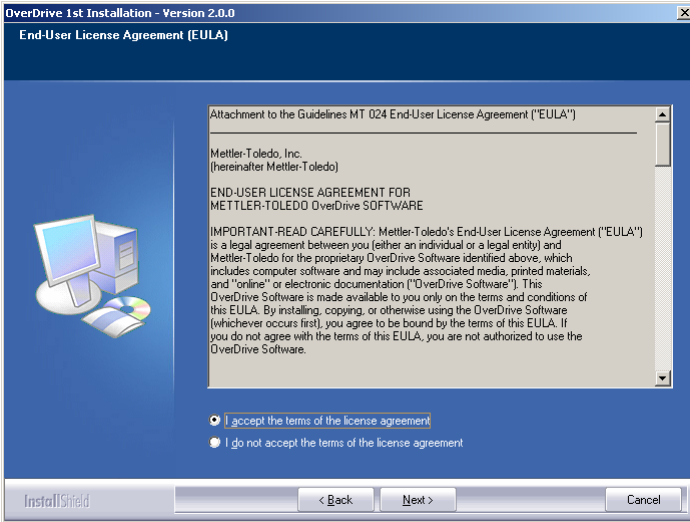 OverDrive 1st Installation - Version 2.0.0
End-User License Agreement (EULA)
Attachment to the Guidelines MT 024 End-User License Agreement ("EULA")
Mettler-Toledo, Inc.
(hereinafter Mettler-Toledo)
END-USER LICENSE AGREEMENT FOR
METTLER-TOLEDO OverDrive SOFTWARE
IMPORTANT-READ CAREFULLY: Mettler-Toledo's End-User License Agreement ("EULA")
is a legal agreement between you (either an individual or a legal entity) and
Mettler-Toledo for the proprietary OverDrive Software identified above, which
includes computer software and may include associated media, printed materials,
and "online" or electronic documentation ("OverDrive Software"). This
OverDrive Software is made available to you only on the terms and conditions of
this EULA. By installing, copying, or otherwise using the OverDrive Software
(whichever occurs first), you agree to be bound by the terms of this EULA. If
you do not agree with the terms of this EULA, you are not authorized to use the
OverDrive Software.
I accept the terms of the license agreement
I do not accept the terms of the license agreement
InstallShield
< Back
Next >
Cancel